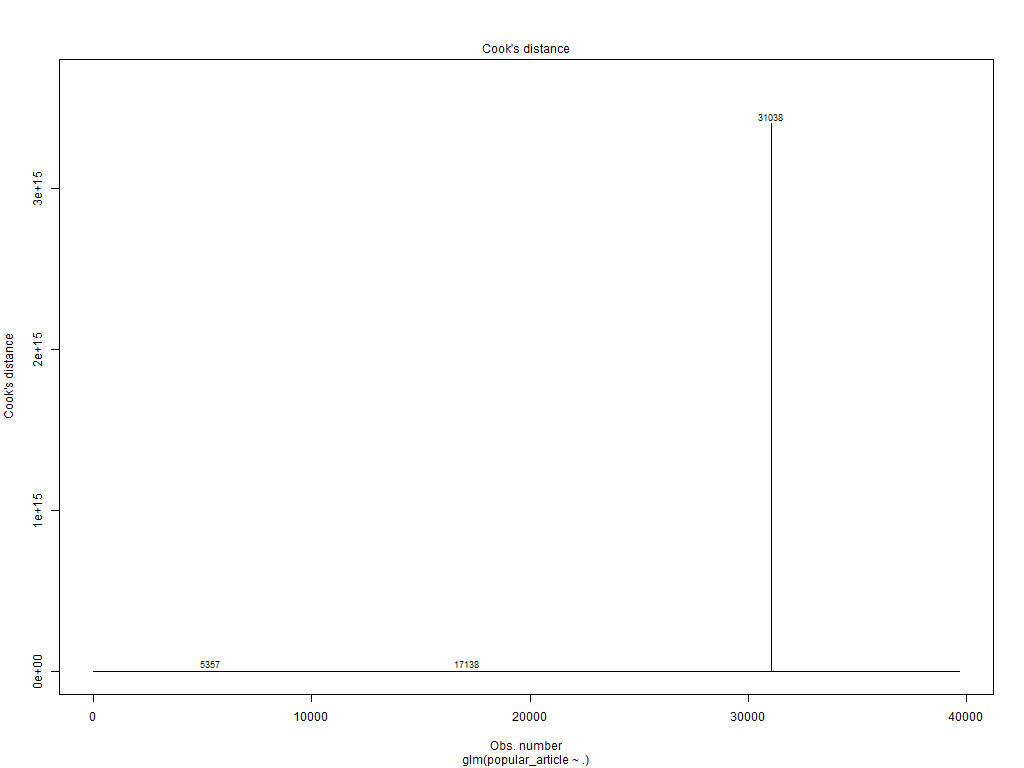 Cook's distance
31038
3e+15
2e+15
Cook's distance
1e+15
5357
17138
0e+00
0 10000 20000 30000 40000
Obs. number
glm(popular_article ~ .)